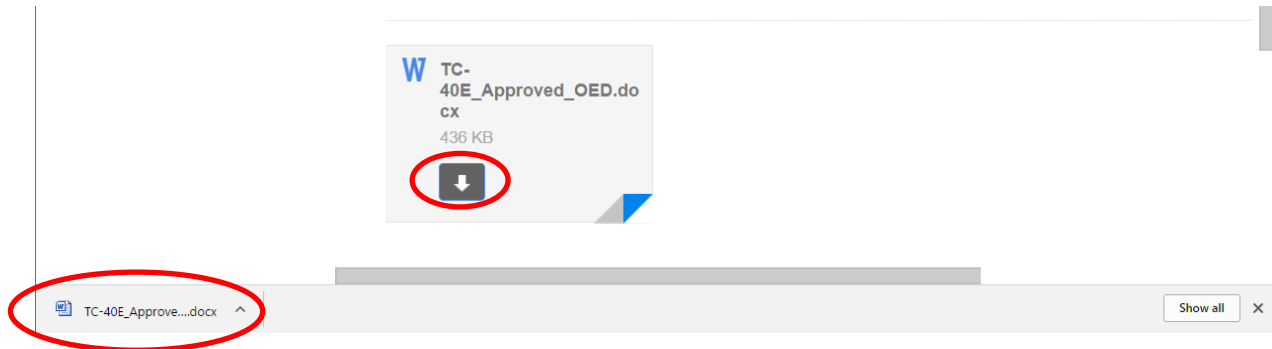 W TC-
40E_Approved_OED.do
cx
436 KB
TC-40E_Approve....docx
Show all